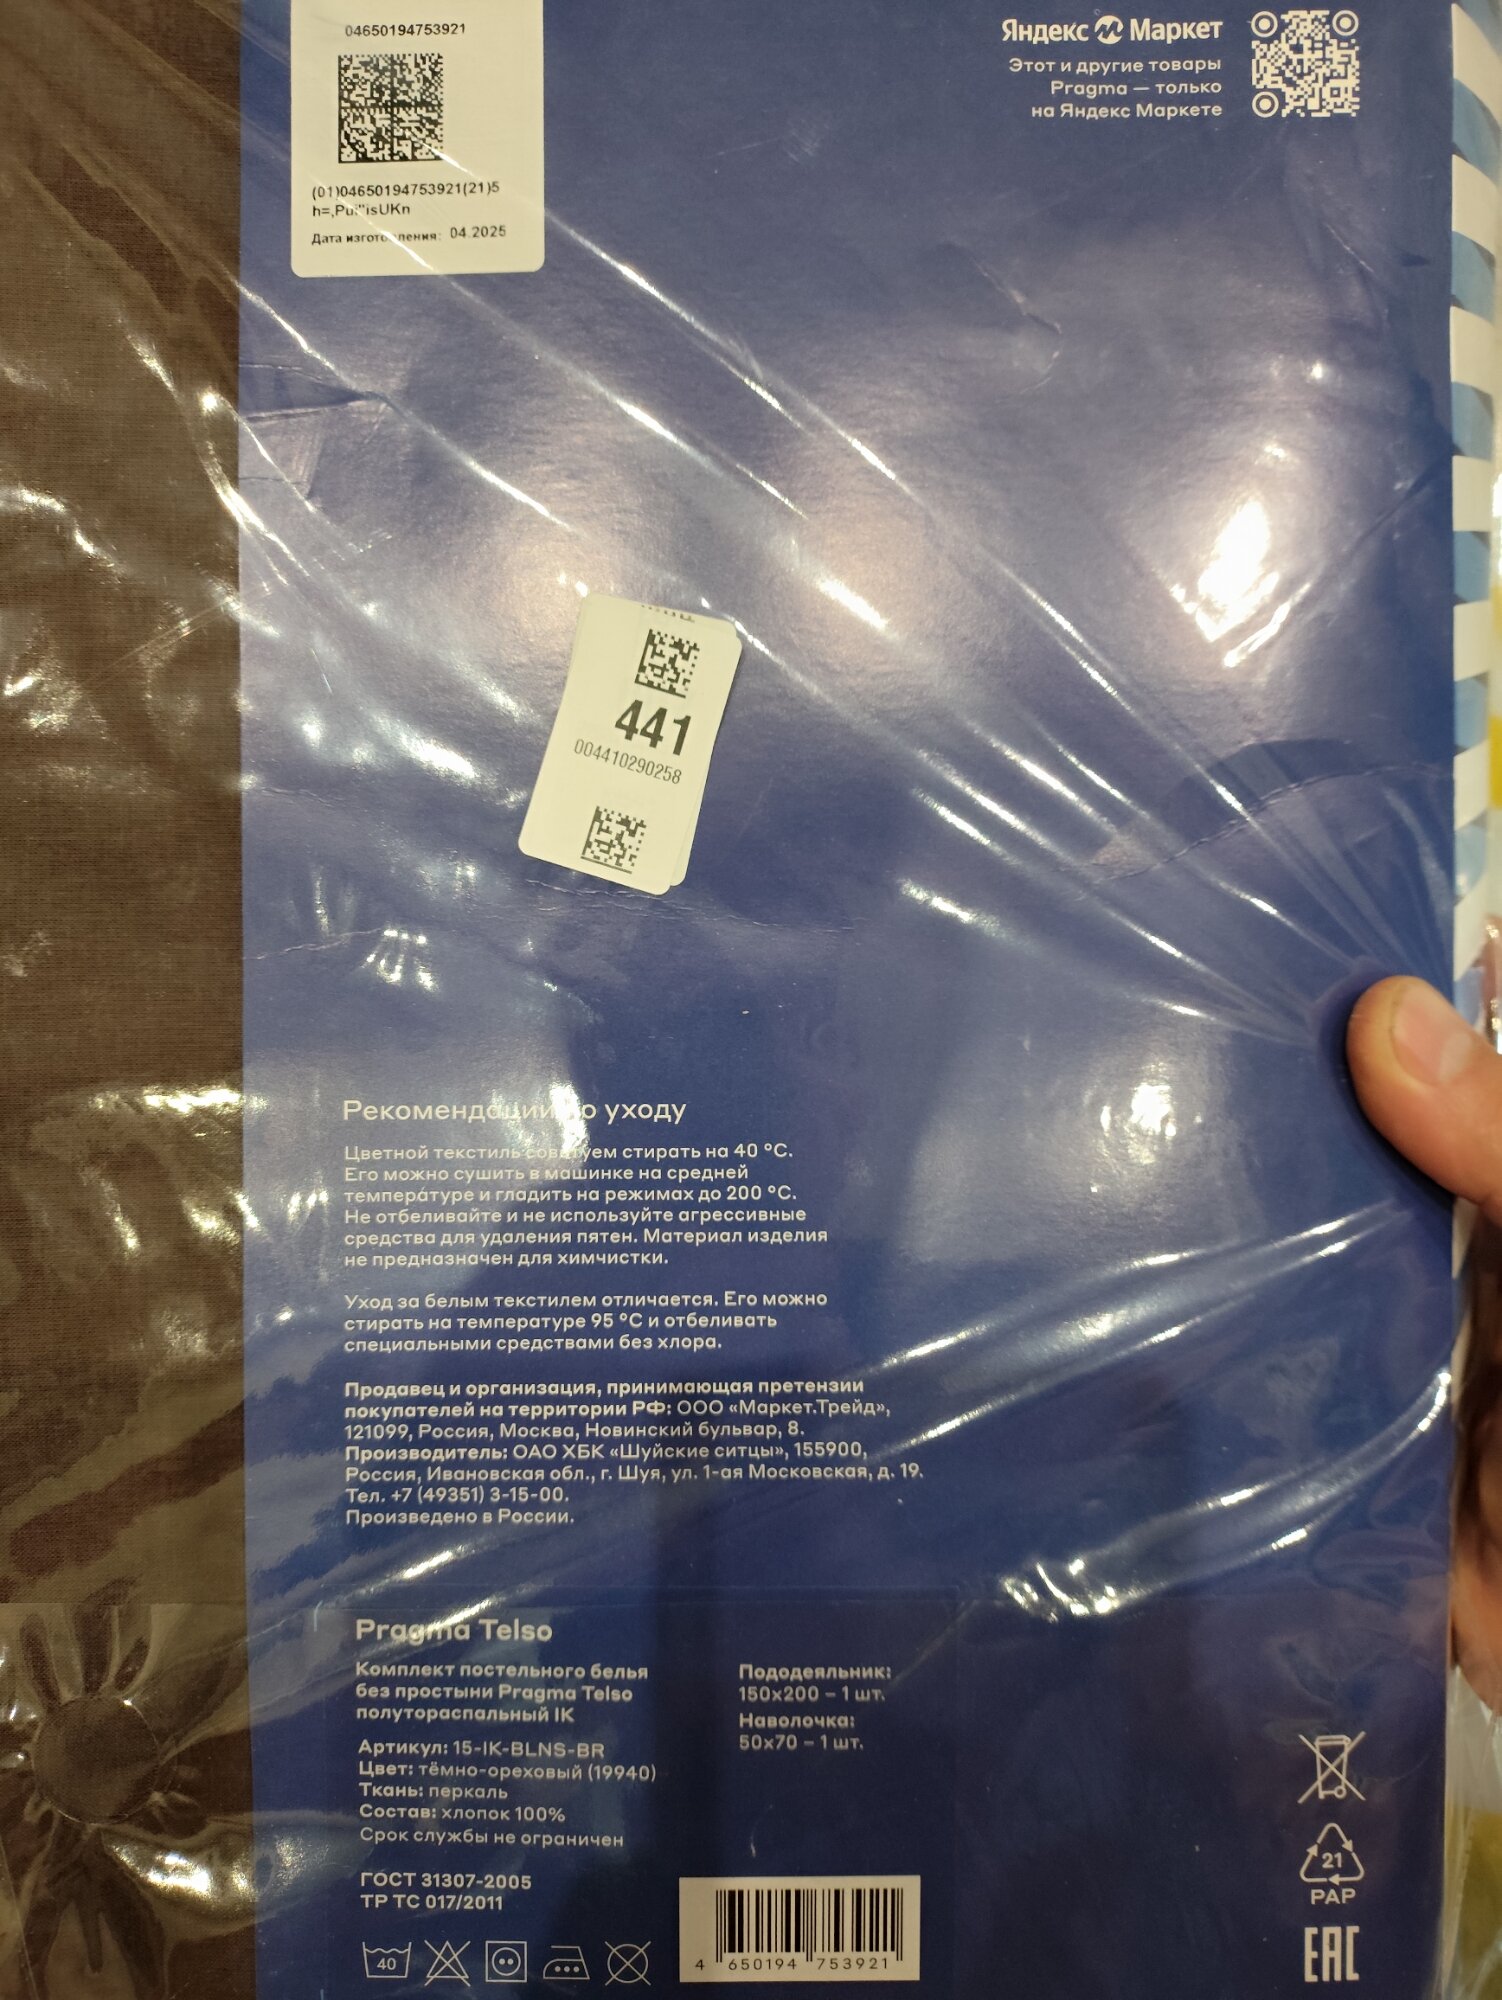 04650194753921
(01)04650194753921(21)5
Дата изготовления: 04.2025
Яндекс Маркет
Этот и другие товары
Pragma — только
на Яндекс Маркете
441
004410290258
Рекомендации по уходу
Цветной текстиль советуем стирать на 40 °C.
Его можно сушить в машинке на средней
температуре и гладить на режимах до 200 °C.
Не отбеливайте и не используйте агрессивные
средства для удаления пятен. Материал изделия
не предназначен для химчистки.
Уход за белым текстилем отличается. Его можно
стирать на температуре 95 °C и отбеливать
специальными средствами без хлора.
Продавец и организация, принимающая претензии
покупателей на территории РФ: ООО «Маркет.Трейд»,
121099, Россия, Москва, Новинский бульвар, 8.
Производитель: ОАО ХБК «Шуйские ситцы», 155900,
Россия, Ивановская обл., г. Шуя, ул. 1-ая Московская, д. 19.
Тел. +7 (49351) 3-15-00.
Произведено в России.
Pragma Telso
Комплект постельного белья
без простыни Pragma Telso
полутораспальный IK
Артикул: 15-IK-BLNS-BR
Цвет: тёмно-ореховый (19940)
Ткань: перкаль
Состав: хлопок 100%
Срок службы не ограничен
ГОСТ 31307-2005
ТР ТС 017/2011
Пододеяльник:
150x200 – 1 шт.
Наволочка:
50x70 – 1 шт.
40
4 650194 753921
21
PAP
EAC